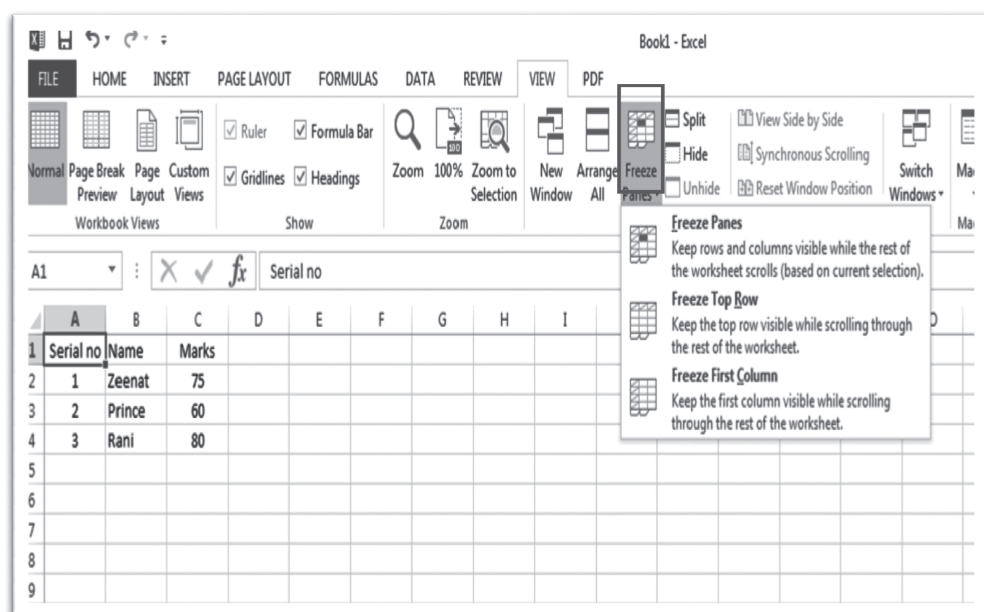 Book1 - Excel
FILE HOME INSERT PAGE LAYOUT FORMULAS DATA REVIEW VIEW PDF
Ruler Formula Bar
Gridlines Headings
Normal Page Break Preview Page Layout Custom Views
Workbook Views
Show
Zoom 100% Zoom to Selection
Zoom
New Window Arrange All Freeze Panes
Split
Hide
Unhide
View Side by Side
Synchronous Scrolling
Reset Window Position
Switch Windows
Freeze Panes
Keep rows and columns visible while the rest of
the worksheet scrolls (based on current selection).
Freeze Top Row
Keep the top row visible while scrolling through
the rest of the worksheet.
Freeze First Column
Keep the first column visible while scrolling
through the rest of the worksheet.
A1 fx Serial no
A B C D E F G H I
1 Serial no Name Marks
2 1 Zeenat 75
3 2 Prince 60
4 3 Rani 80
5
6
7
8
9